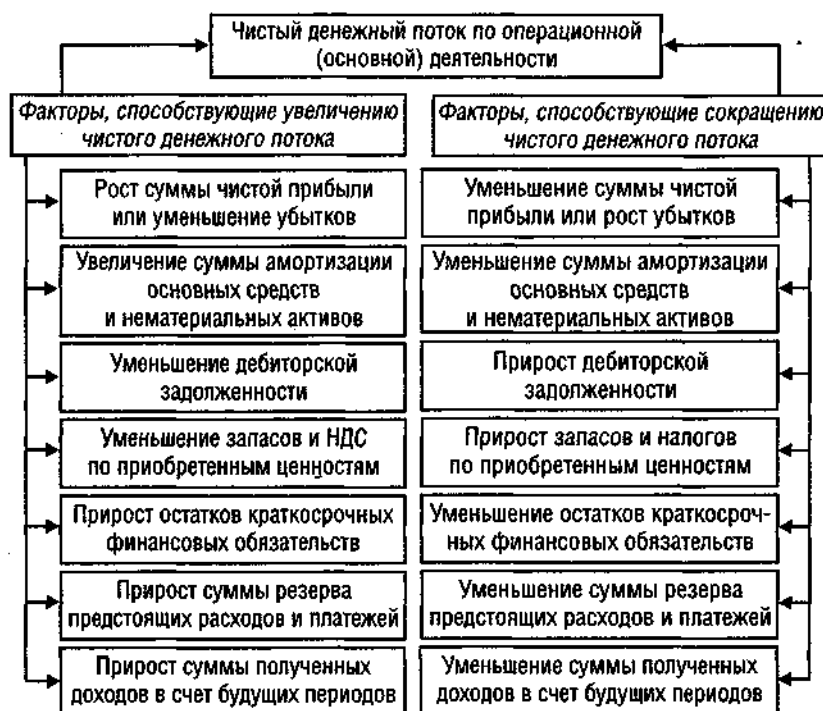 Чистый денежный поток по операционной
(основной) деятельности
Факторы, способствующие увеличению
чистого денежного потока
Факторы, способствующие сокращению
чистого денежного потока
Рост суммы чистой прибыли
или уменьшение убытков
Уменьшение суммы чистой
прибыли или рост убытков
Увеличение суммы амортизации
основных средств
и нематериальных активов
Уменьшение суммы амортизации
основных средств
и нематериальных активов
Уменьшение дебиторской
задолженности
Прирост дебиторской
задолженности
Уменьшение запасов и НДС
по приобретенным ценностям
Прирост запасов и налогов
по приобретенным ценностям
Прирост остатков краткосрочных
финансовых обязательств
Уменьшение остатков краткосроч-
ных финансовых обязательств
Прирост суммы резерва
предстоящих расходов и платежей
Уменьшение суммы резерва
предстоящих расходов и платежей
Прирост суммы полученных
доходов в счет будущих периодов
Уменьшение суммы полученных
доходов в счет будущих периодов